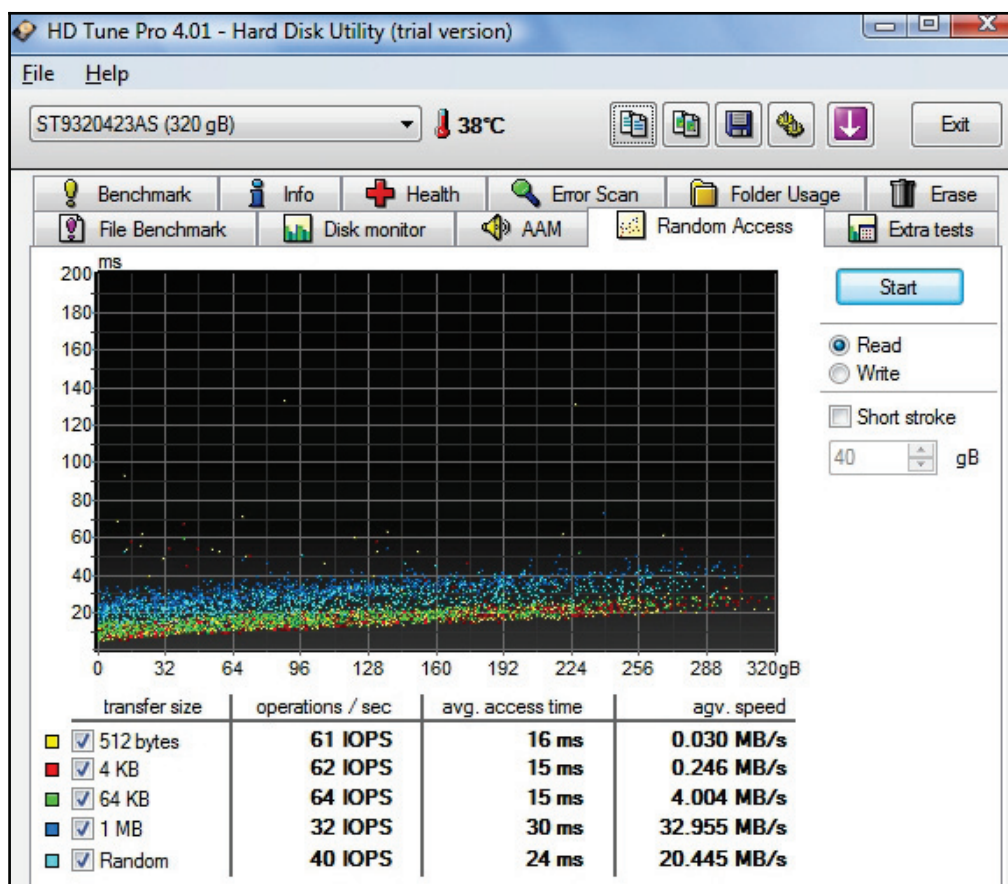 HD Tune Pro 4.01 - Hard Disk Utility (trial version)
File Help
ST9320423AS (320 gB) 38°C Exit
Benchmark Info Health Error Scan Folder Usage Erase
File Benchmark Disk monitor AAM Random Access Extra tests
ms
200
180
160
140
120
100
80
60
40
20
0 32 64 96 128 160 192 224 256 288 320gB
Start
Read
Write
Short stroke
40 gB
transfer size operations / sec avg. access time agv. speed
512 bytes 61 IOPS 16 ms 0.030 MB/s
4 KB 62 IOPS 15 ms 0.246 MB/s
64 KB 64 IOPS 15 ms 4.004 MB/s
1 MB 32 IOPS 30 ms 32.955 MB/s
Random 40 IOPS 24 ms 20.445 MB/s